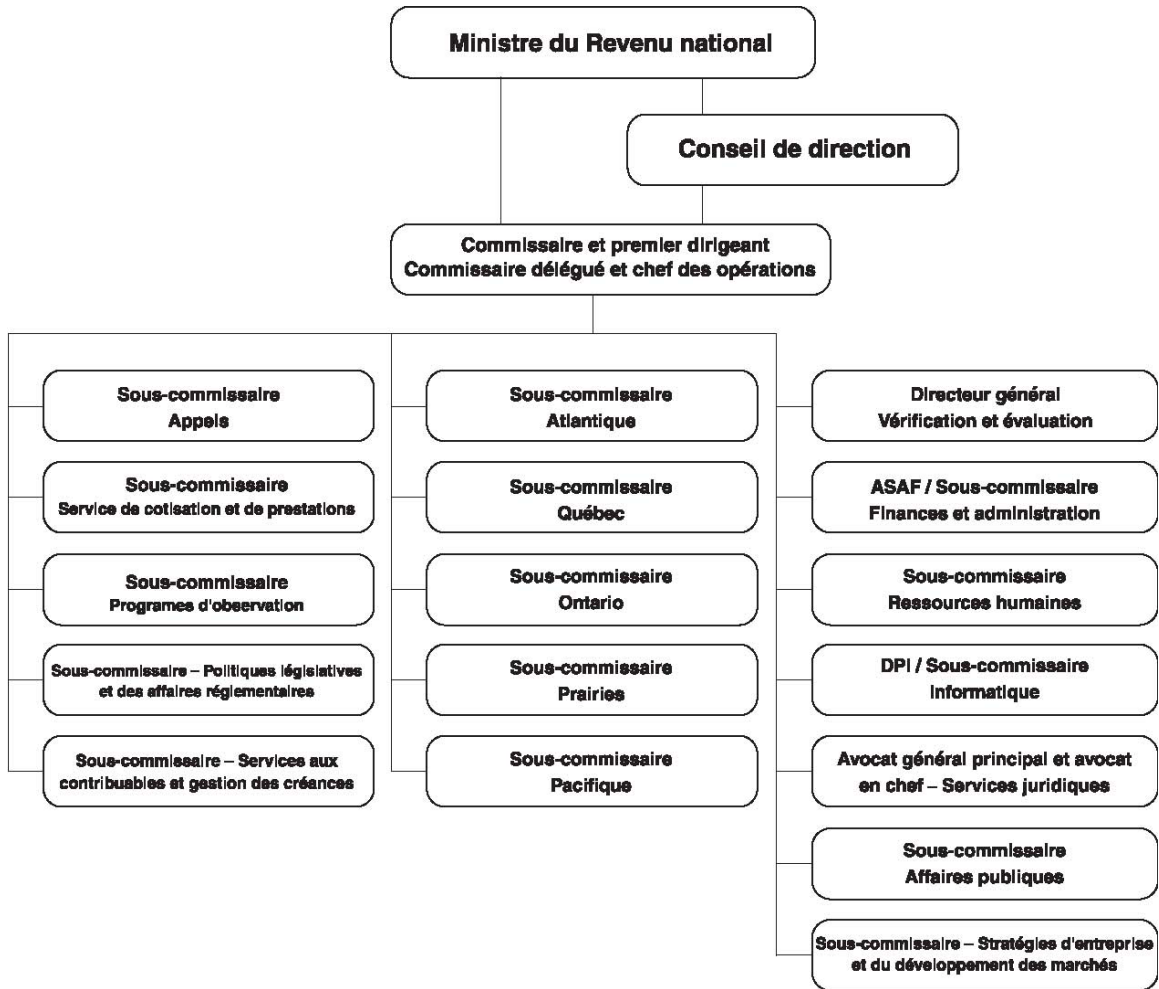 Ministre du Revenu national
Conseil de direction
Commissaire et premier dirigeant
Commissaire délégué et chef des opérations
Sous-commissaire
Appels
Sous-commissaire
Service de cotisation et de prestations
Sous-commissaire
Programes d'observation
Sous-commissaire – Politiques législatives
et des affaires réglementaires
Sous-commissaire – Services aux
contribuables et gestion des créances
Sous-commissaire
Atlantique
Sous-commissaire
Québec
Sous-commissaire
Ontario
Sous-commissaire
Prairies
Sous-commissaire
Pacifique
Directeur général
Vérification et évaluation
ASAF / Sous-commissaire
Finances et administration
Sous-commissaire
Ressources humaines
DPI / Sous-commissaire
Informatique
Avocat général principal et avocat
en chef – Services juridiques
Sous-commissaire
Affaires publiques
Sous-commissaire – Stratégies d'entreprise
et du développement des marchés